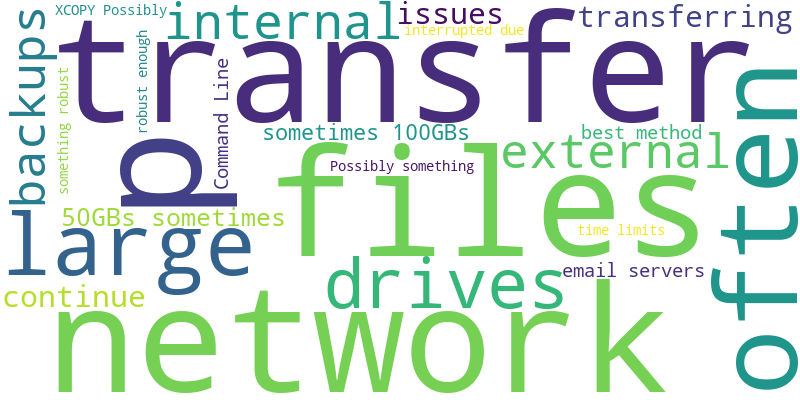 XCOPY Possibly
internal
issues
transferring
interrupted due
transfer
backups
something robust
robust enough
Command Line
sometimes 100GBs
best method
often
p
files
Possibly something
external
large
50GBs sometimes
time limits
drives
email servers
continue
network